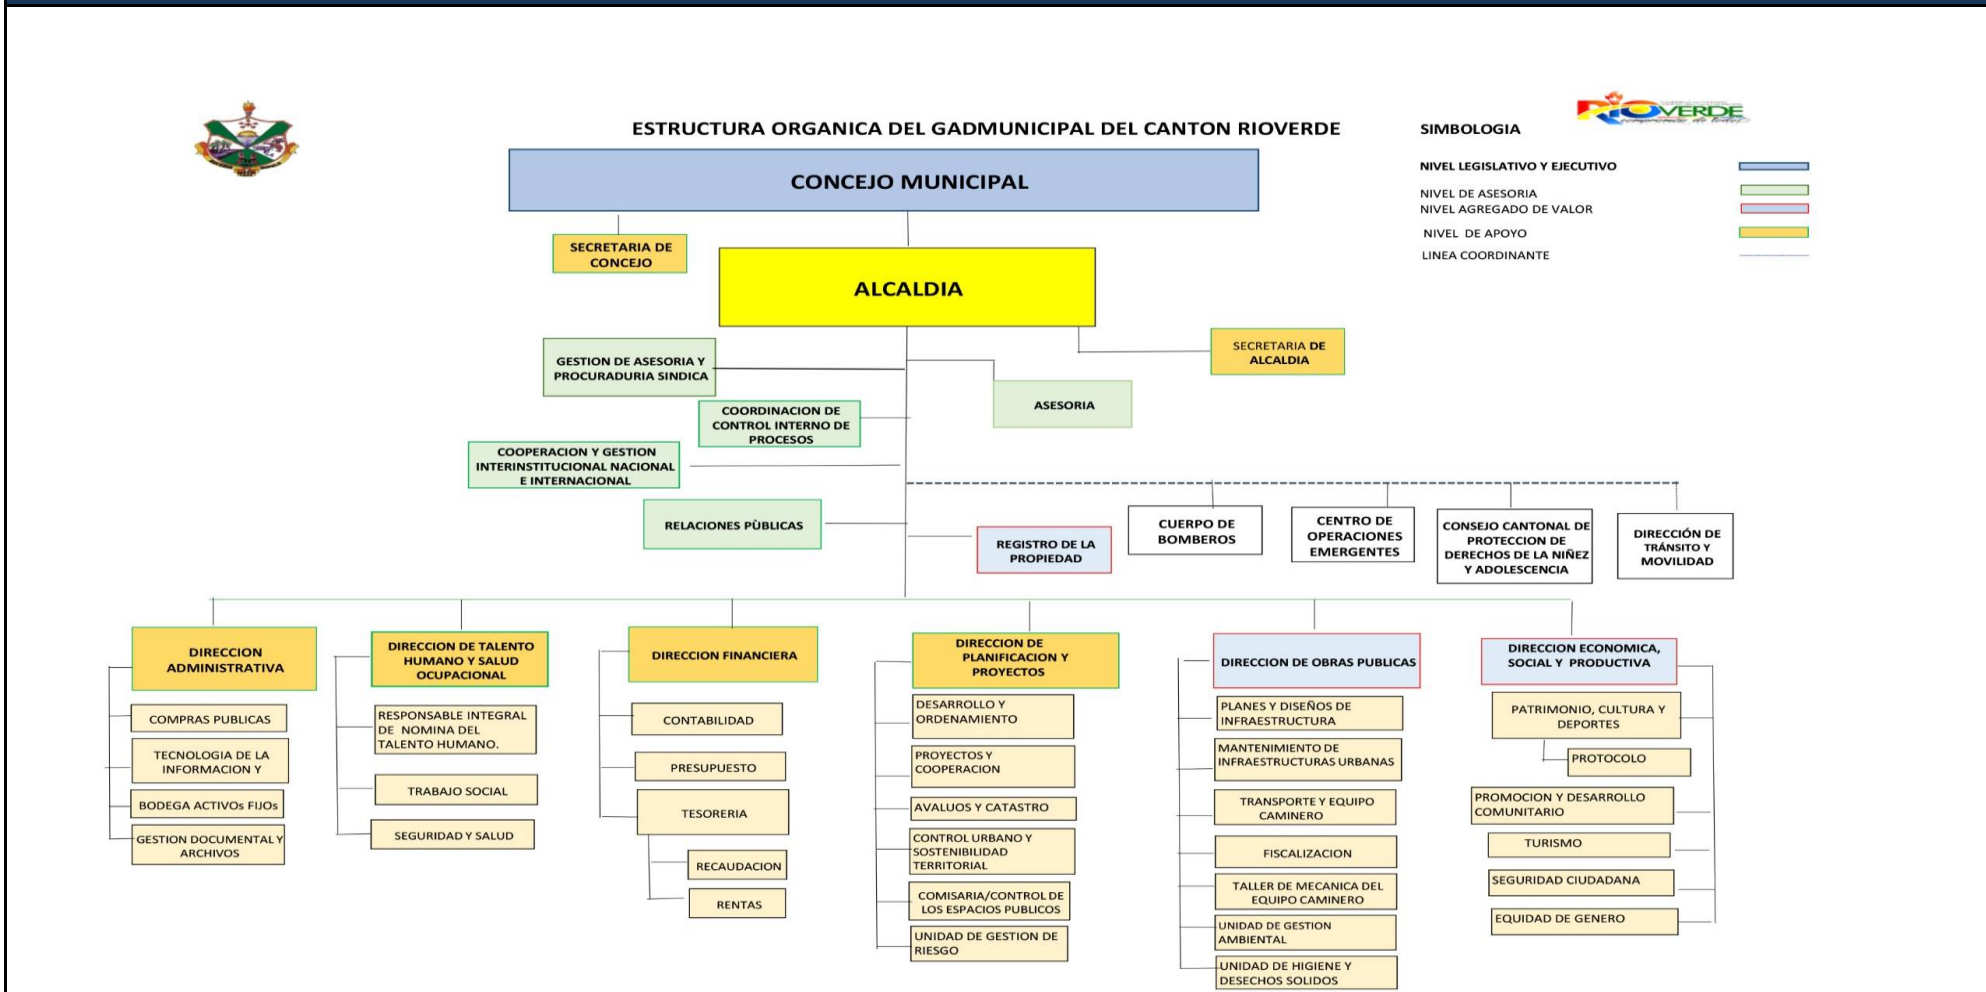 ESTRUCTURA ORGANICA DEL GADMUNICIPAL DEL CANTON RIOVERDE
RIOVERDE
SIMBOLOGIA
NIVEL LEGISLATIVO Y EJECUTIVO
NIVEL DE ASESORIA
NIVEL AGREGADO DE VALOR
NIVEL DE APOYO
LINEA COORDINANTE
CONCEJO MUNICIPAL
SECRETARIA DE
CONCEJO
ALCALDIA
SECRETARIA DE
ALCALDIA
GESTION DE ASESORIA Y
PROCURADURIA SINDICA
ASESORIA
COORDINACION DE
CONTROL INTERNO DE
PROCESOS
COOPERACION Y GESTION
INTERINSTITUCIONAL NACIONAL
E INTERNACIONAL
RELACIONES PÙBLICAS
REGISTRO DE LA
PROPIEDAD
CUERPO DE
BOMBEROS
CENTRO DE
OPERACIONES
EMERGENTES
CONSEJO CANTONAL DE
PROTECCION DE
DERECHOS DE LA NIÑEZ
Y ADOLESCENCIA
DIRECCIÓN DE
TRÁNSITO Y
MOVILIDAD
DIRECCION
ADMINISTRATIVA
COMPRAS PUBLICAS
TECNOLOGIA DE LA
INFORMACION Y
BODEGA ACTIVOs FIJOs
GESTION DOCUMENTAL Y
ARCHIVOS
DIRECCION DE TALENTO
HUMANO Y SALUD
OCUPACIONAL
RESPONSABLE INTEGRAL
DE NOMINA DEL
TALENTO HUMANO.
TRABAJO SOCIAL
SEGURIDAD Y SALUD
DIRECCION FINANCIERA
CONTABILIDAD
PRESUPUESTO
TESORERIA
RECAUDACION
RENTAS
DIRECCION DE
PLANIFICACION Y
PROYECTOS
DESARROLLO Y
ORDENAMIENTO
PROYECTOS Y
COOPERACION
AVALUOS Y CATASTRO
CONTROL URBANO Y
SOSTENIBILIDAD
TERRITORIAL
COMISARIA/CONTROL DE
LOS ESPACIOS PUBLICOS
UNIDAD DE GESTION DE
RIESGO
DIRECCION DE OBRAS PUBLICAS
PLANES Y DISEÑOS DE
INFRAESTRUCTURA
MANTENIMIENTO DE
INFRAESTRUCTURAS URBANAS
TRANSPORTE Y EQUIPO
CAMINERO
FISCALIZACION
TALLER DE MECANICA DEL
EQUIPO CAMINERO
UNIDAD DE GESTION
AMBIENTAL
UNIDAD DE HIGIENE Y
DESECHOS SOLIDOS
DIRECCION ECONOMICA,
SOCIAL Y PRODUCTIVA
PATRIMONIO, CULTURA Y
DEPORTES
PROTOCOLO
PROMOCION Y DESARROLLO
COMUNITARIO
TURISMO
SEGURIDAD CIUDADANA
EQUIDAD DE GENERO